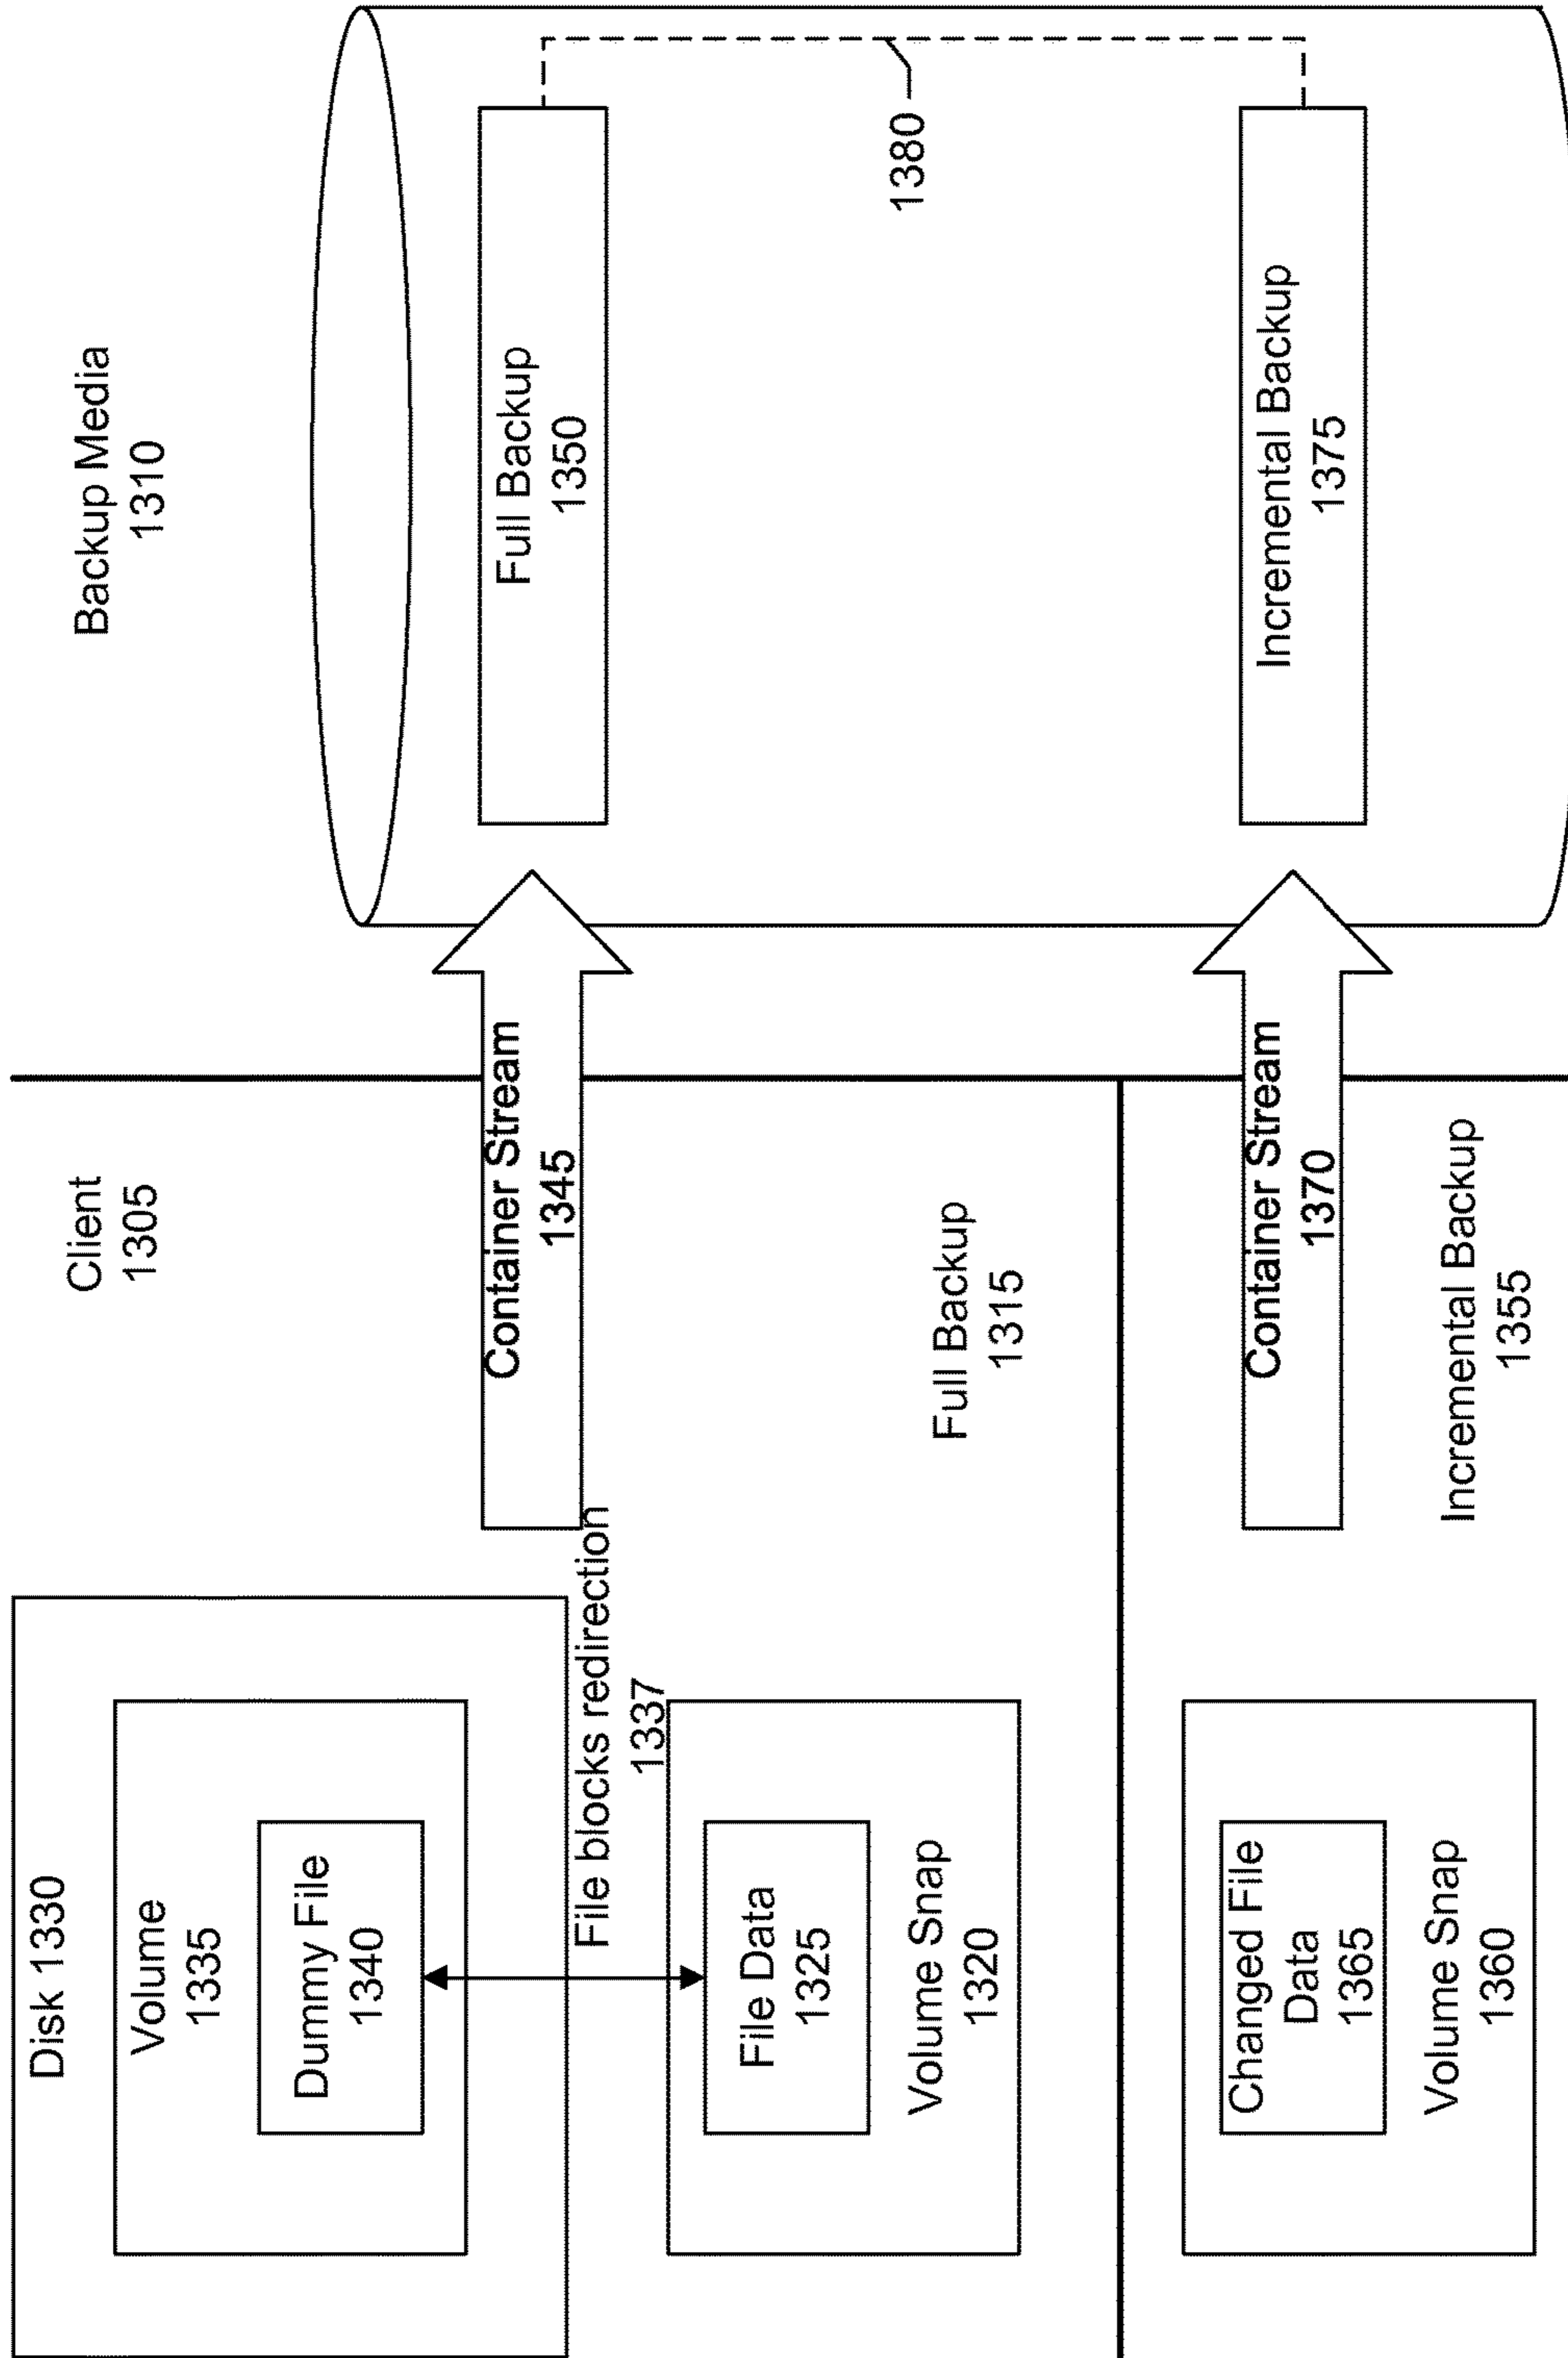 Client
1305
Backup Media
1310
Disk 1330
Volume
1335
Dummy File
1340
File blocks redirection
1337
File Data
1325
Volume Snap
1320
Container Stream
1345
Full Backup
1315
Full Backup
1350
1380
Changed File
Data
1365
Volume Snap
1360
Container Stream
1370
Incremental Backup
1355
Incremental Backup
1375